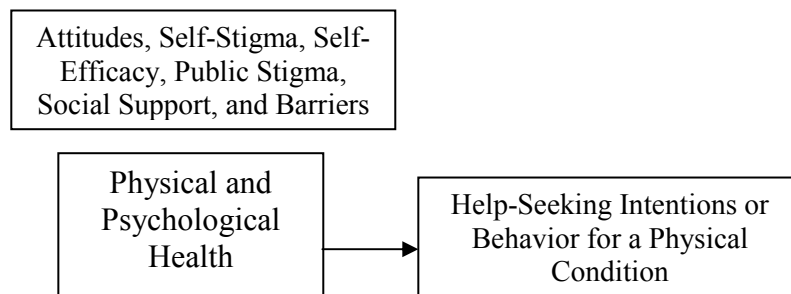 Attitudes, Self-Stigma, Self-
Efficacy, Public Stigma,
Social Support, and Barriers
Physical and
Psychological
Health
Help-Seeking Intentions or
Behavior for a Physical
Condition